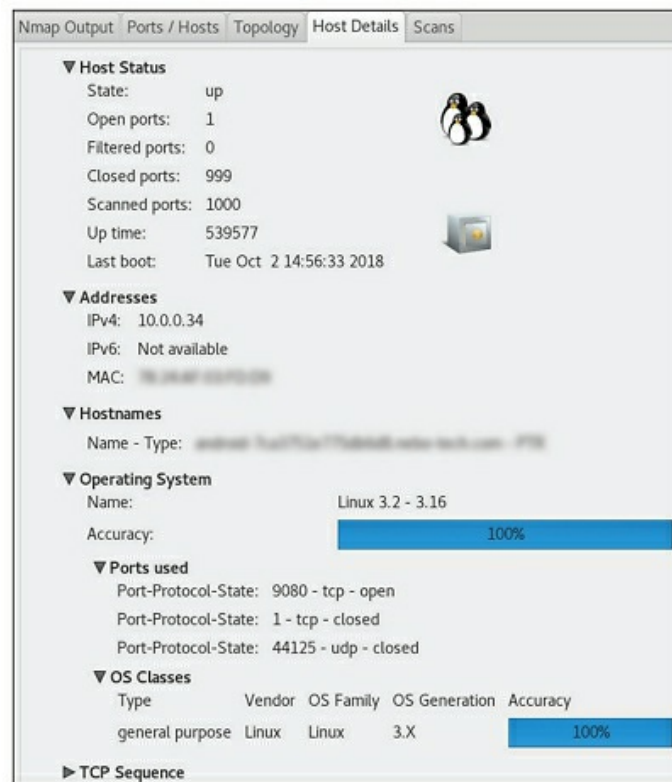 Nmap Output Ports / Hosts Topology Host Details Scans
Host Status
State: up
Open ports: 1
Filtered ports: 0
Closed ports: 999
Scanned ports: 1000
Up time: 539577
Last boot: Tue Oct 2 14:56:33 2018
Addresses
IPv4: 10.0.0.34
IPv6: Not available
MAC:
Hostnames
Name - Type:
Operating System
Name: Linux 3.2 - 3.16
Accuracy: 100%
Ports used
Port-Protocol-State: 9080 - tcp - open
Port-Protocol-State: 1 - tcp - closed
Port-Protocol-State: 44125 - udp - closed
OS Classes
Type Vendor OS Family OS Generation Accuracy
general purpose Linux Linux 3.X 100%
TCP Sequence